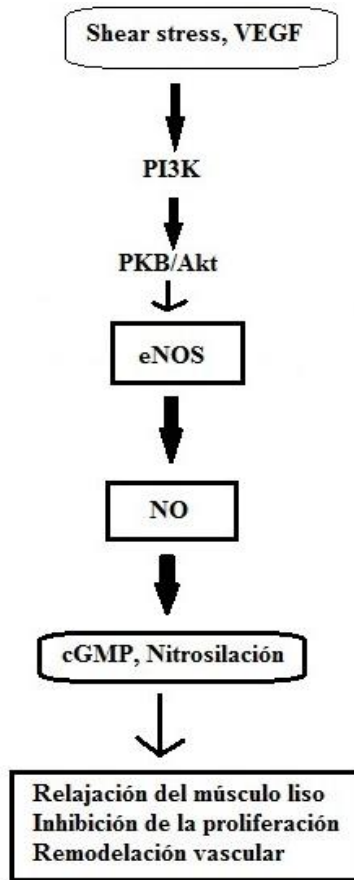 Shear stress, VEGF
PI3K
PKB/Akt
eNOS
NO
cGMP, Nitrosilación
Relajación del músculo liso
Inhibición de la proliferación
Remodelación vascular